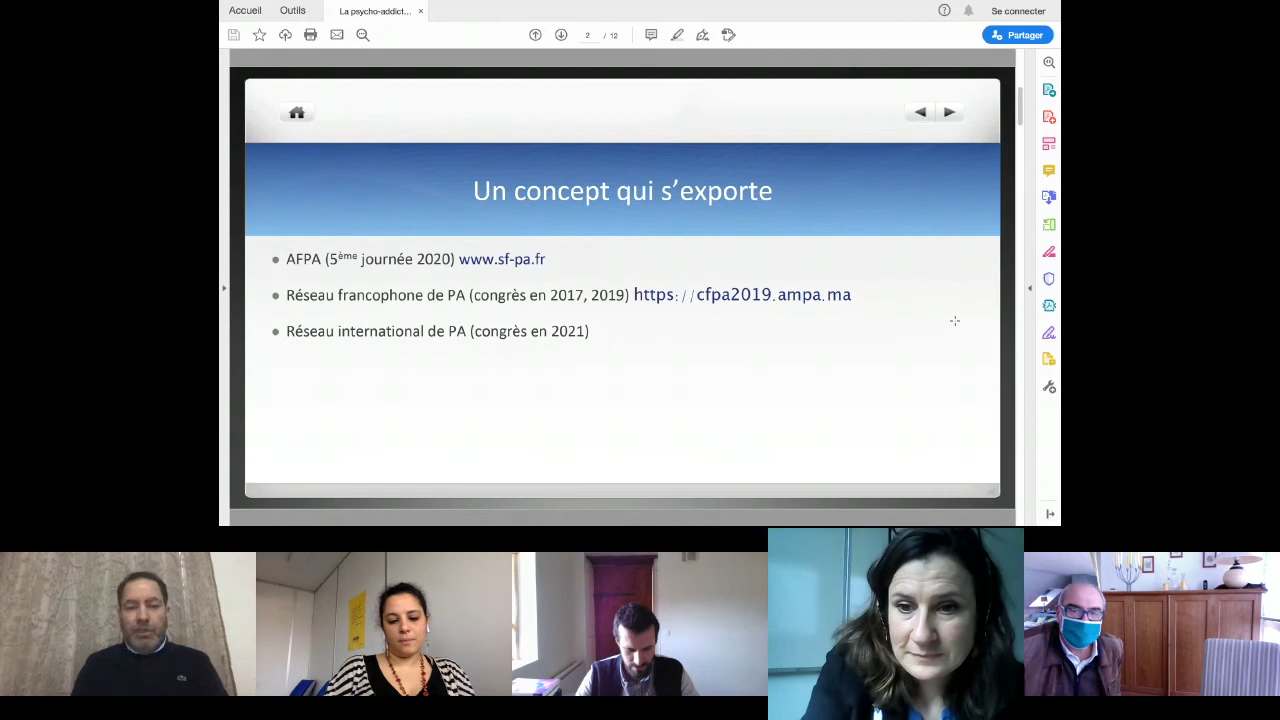 Accueil Outils La psycho-addict... × Se connecter
2 / 12 Partager
Un concept qui s’exporte
AFPA (5ème journée 2020) www.sf-pa.fr
Réseau francophone de PA (congrès en 2017, 2019) https://cfpa2019.ampa.ma
Réseau international de PA (congrès en 2021)